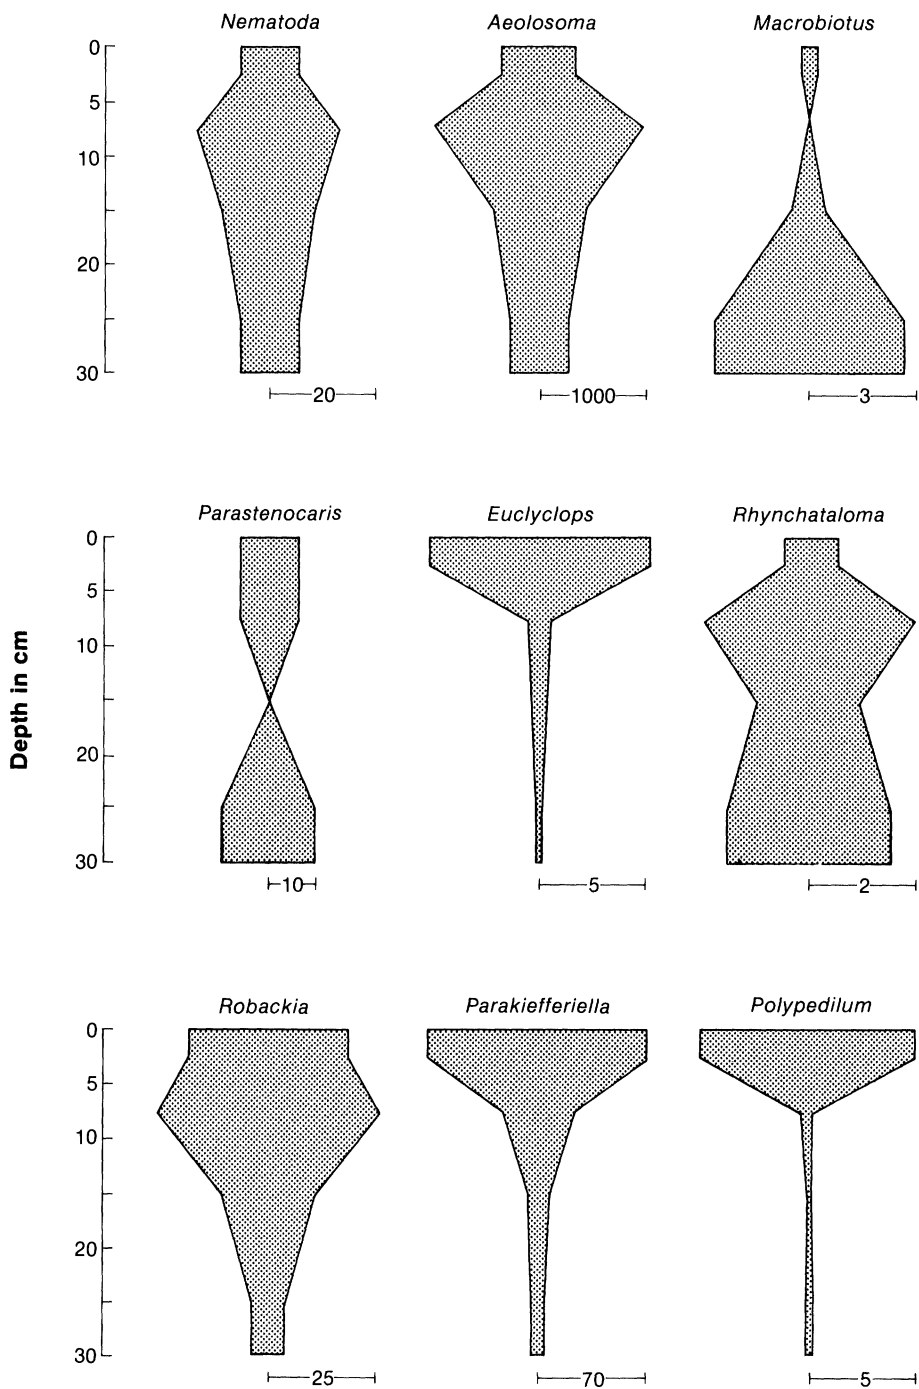 Nematoda Aeolosoma Macrobiotus
0
5
10
20
30
20 1000 3
Parastenocaris Euclyclops Rhynchataloma
0
5
10
20
30
10 5 2
Depth in cm
Robackia Parakiefferiella Polypedilum
0
5
10
20
30
25 70 5